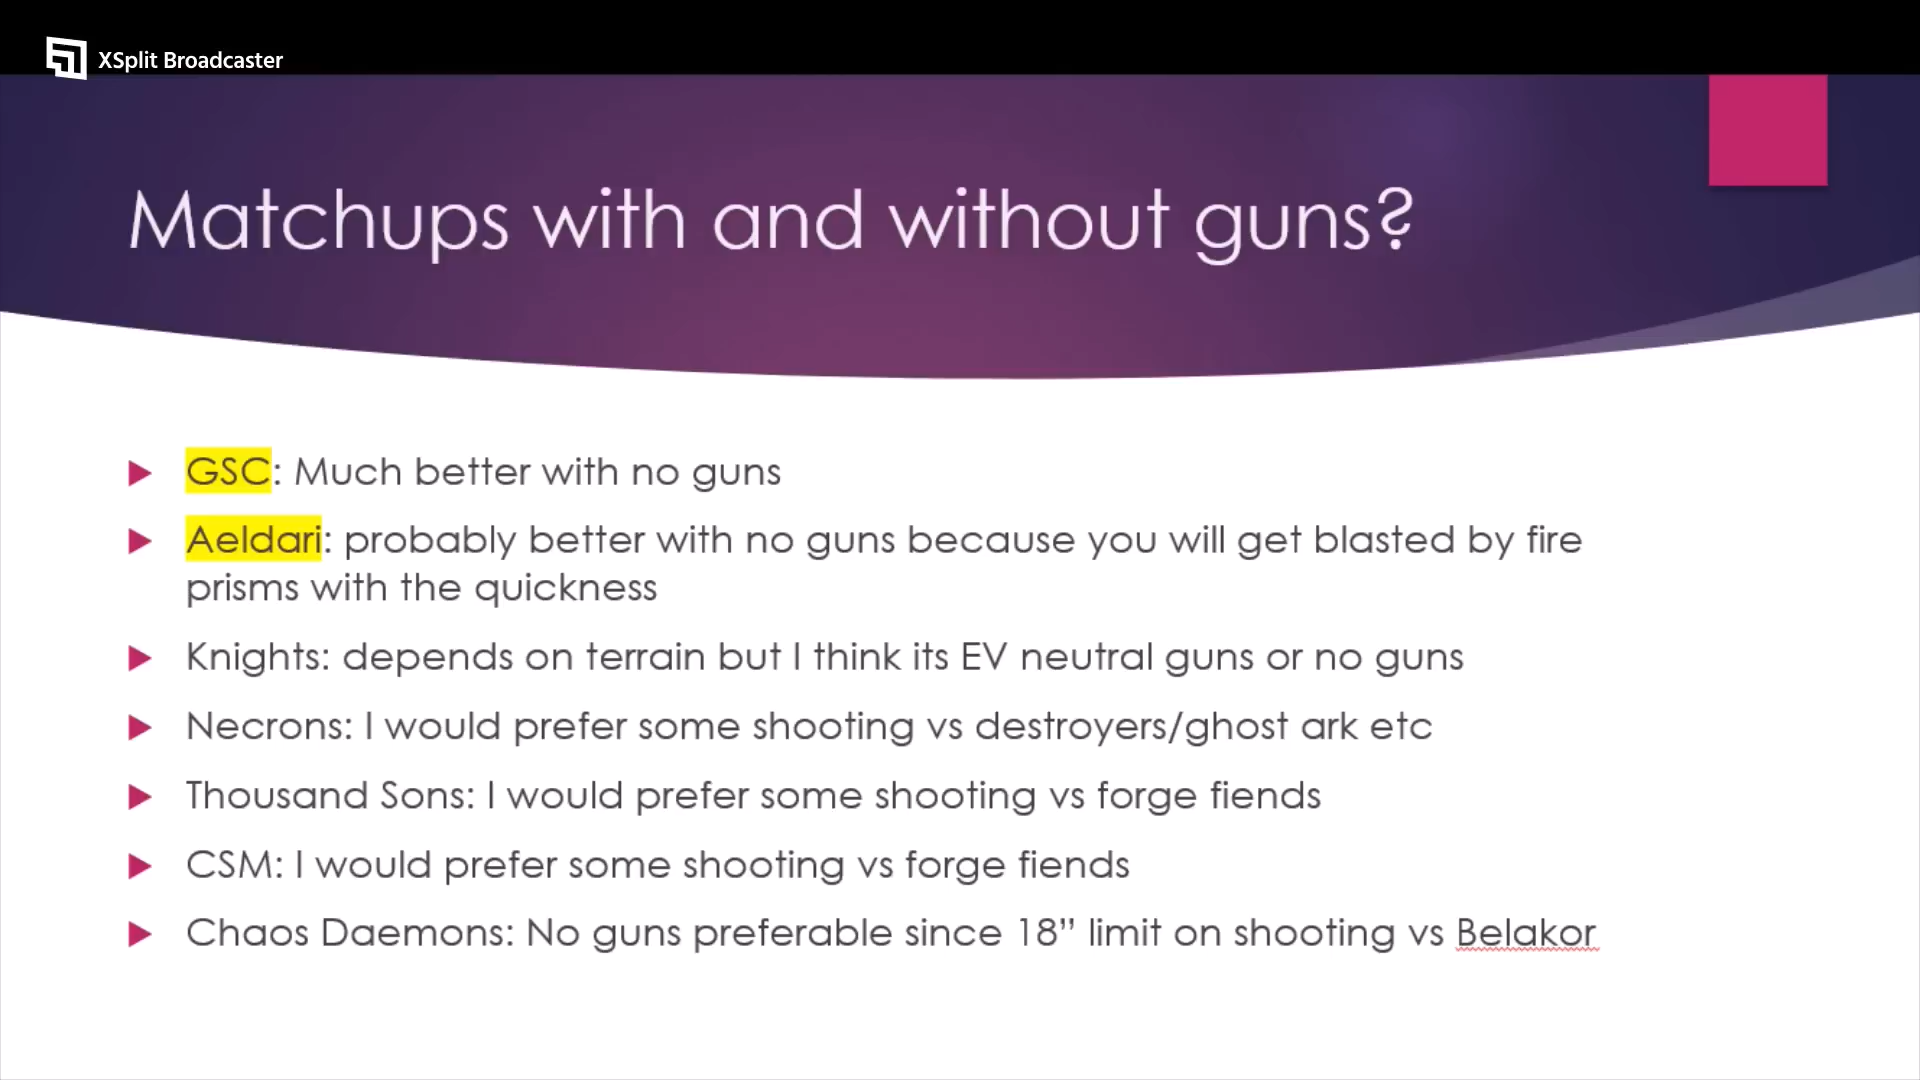 XSplit Broadcaster
Matchups with and without guns?
GSC: Much better with no guns
Aeldari: probably better with no guns because you will get blasted by fire
prisms with the quickness
Knights: depends on terrain but I think its EV neutral guns or no guns
Necrons: I would prefer some shooting vs destroyers/ghost ark etc
Thousand Sons: I would prefer some shooting vs forge fiends
CSM: I would prefer some shooting vs forge fiends
Chaos Daemons: No guns preferable since 18” limit on shooting vs Belakor